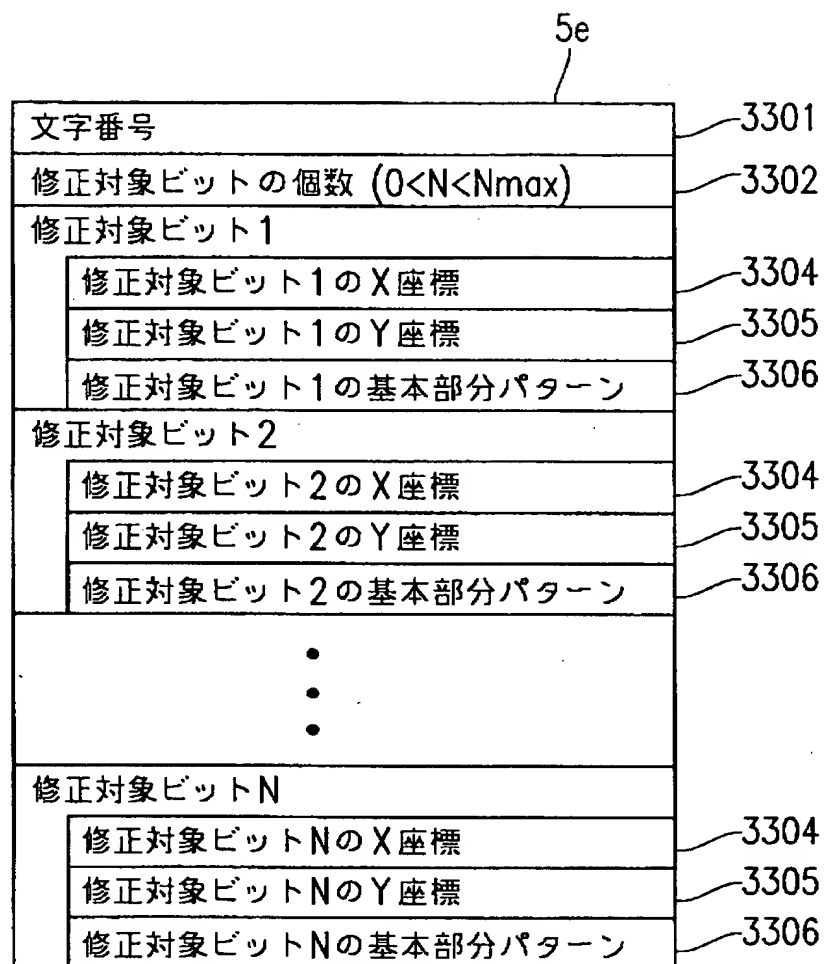 5e
文字番号 3301
修正対象ビットの個数 (0<N<Nmax) 3302
修正対象ビット1
修正対象ビット1のX座標 3304
修正対象ビット1のY座標 3305
修正対象ビット1の基本部分パターン 3306
修正対象ビット2
修正対象ビット2のX座標 3304
修正対象ビット2のY座標 3305
修正対象ビット2の基本部分パターン 3306
修正対象ビットN
修正対象ビットNのX座標 3304
修正対象ビットNのY座標 3305
修正対象ビットNの基本部分パターン 3306